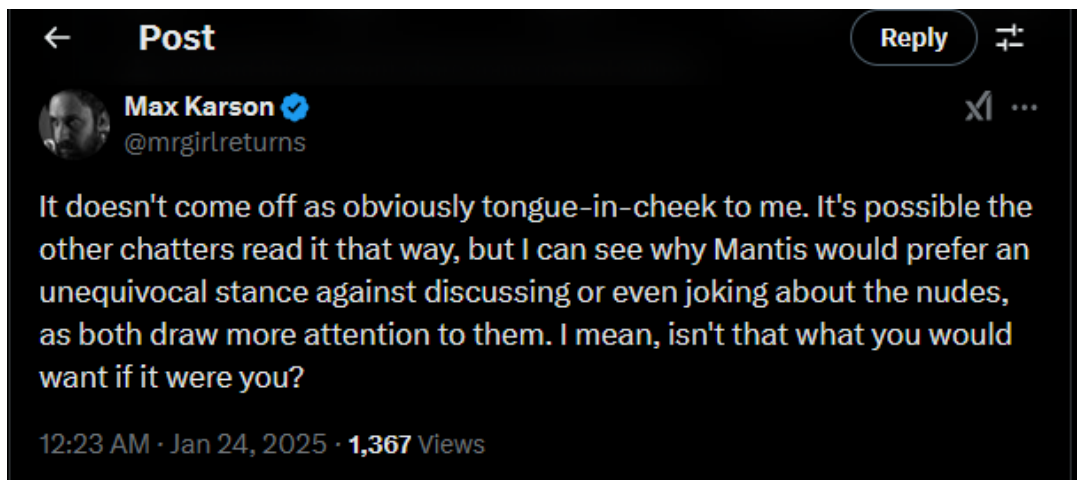 Post
Reply
Max Karson
@mrgirlreturns
It doesn't come off as obviously tongue-in-cheek to me. It's possible the
other chatters read it that way, but I can see why Mantis would prefer an
unequivocal stance against discussing or even joking about the nudes,
as both draw more attention to them. I mean, isn't that what you would
want if it were you?
12:23 AM · Jan 24, 2025 · 1,367 Views